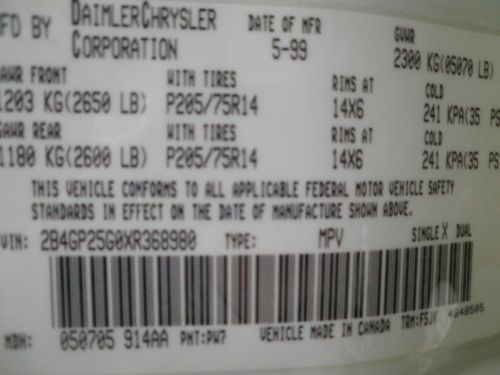 FD BY DAIMLERCHRYSLER CORPORATION DATE OF MFR 5-99 GVWR 2300 KG(05070 LB)
AWR FRONT WITH TIRES RIMS AT COLD
1203 KG(2650 LB) P205/75R14 14X6 241 KPA(35 PS
GAWR REAR WITH TIRES RIMS AT COLD
1180 KG(2600 LB) P205/75R14 14X6 241 KPA(35 PS
THIS VEHICLE CONFORMS TO ALL APPLICABLE FEDERAL MOTOR VEHICLE SAFETY
STANDARDS IN EFFECT ON THE DATE OF MANUFACTURE SHOWN ABOVE.
VIN: 2B4GP25G0XR368980 TYPE: MPV SINGLE X DUAL
MDH: 050705 914AA PNT:PW7 VEHICLE MADE IN CANADA TRM:F5JK 4648505